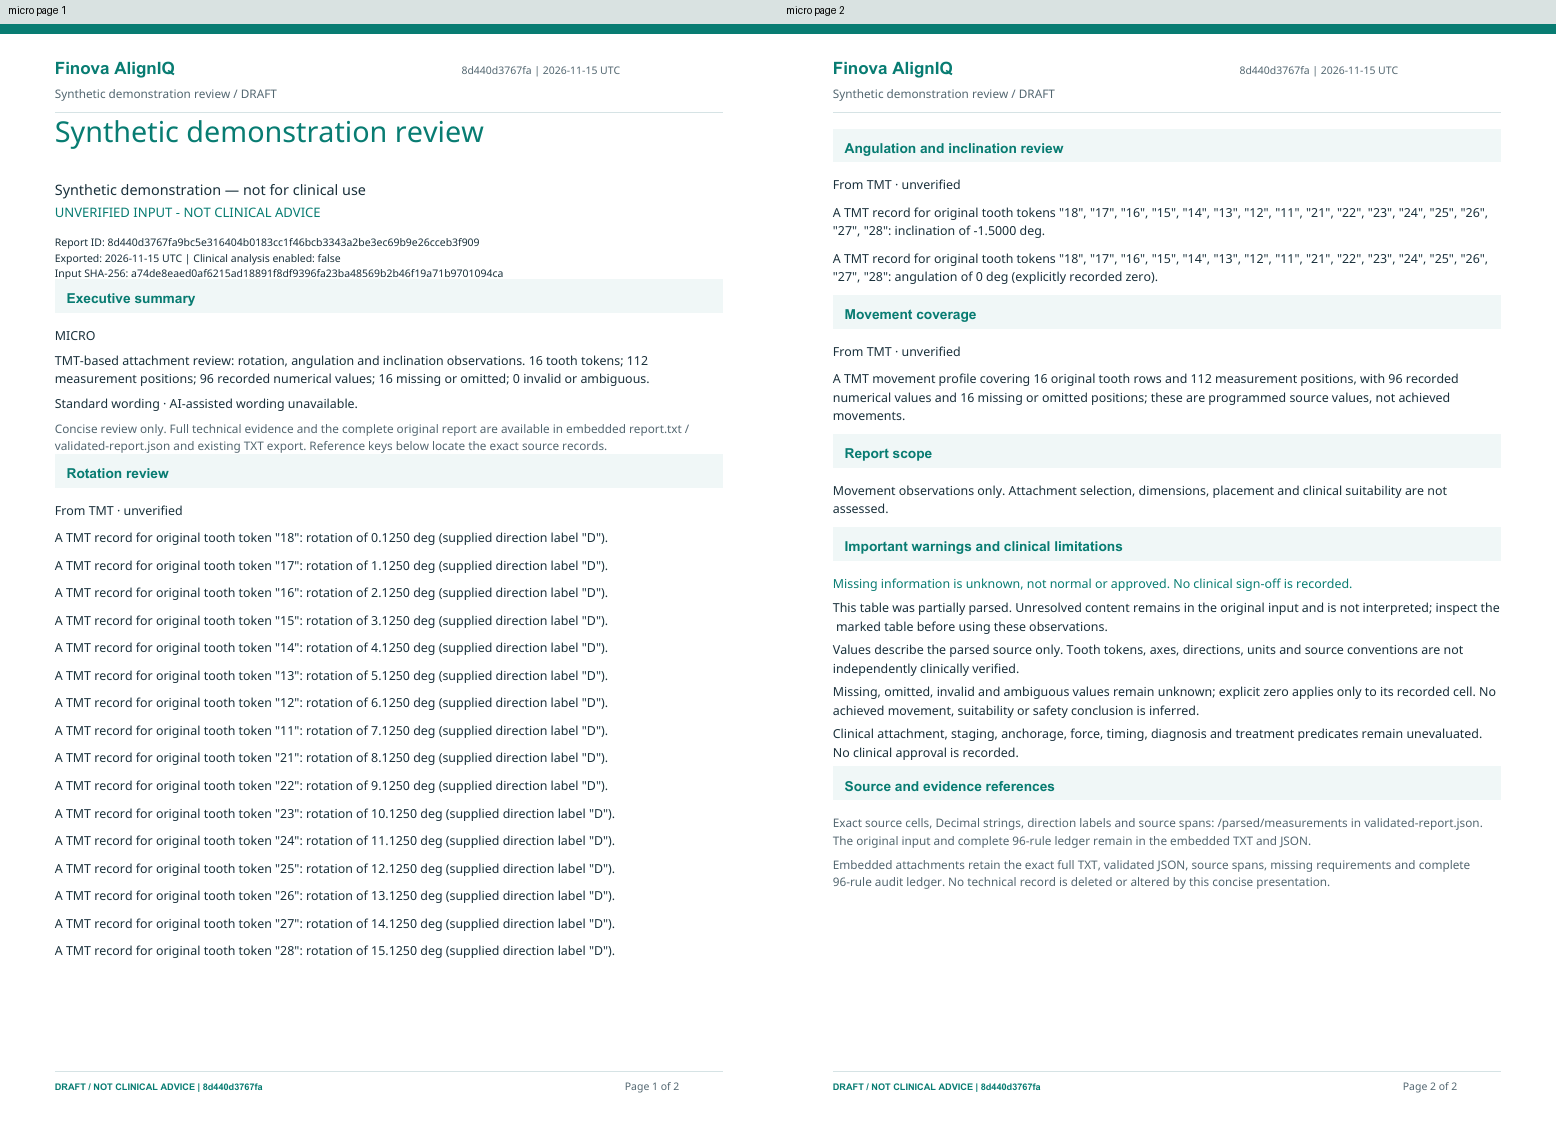 micro page 1
Finova AlignIQ
8d440d3767fa | 2026-11-15 UTC
Synthetic demonstration review / DRAFT
Synthetic demonstration review
Synthetic demonstration — not for clinical use
UNVERIFIED INPUT - NOT CLINICAL ADVICE
Report ID: 8d440d3767fa9bc5e316404b0183cc1f46bcb3343a2be3ec69b9e26cceb3f909
Exported: 2026-11-15 UTC | Clinical analysis enabled: false
Input SHA-256: a74de8eaed0af6215ad18891f8df9396fa23ba48569b2b46f19a71b9701094ca
Executive summary
MICRO
TMT-based attachment review: rotation, angulation and inclination observations. 16 tooth tokens; 112
measurement positions; 96 recorded numerical values; 16 missing or omitted; 0 invalid or ambiguous.
Standard wording · AI-assisted wording unavailable.
Concise review only. Full technical evidence and the complete original report are available in embedded report.txt /
validated-report.json and existing TXT export. Reference keys below locate the exact source records.
Rotation review
From TMT · unverified
A TMT record for original tooth token "18": rotation of 0.1250 deg (supplied direction label "D").
A TMT record for original tooth token "17": rotation of 1.1250 deg (supplied direction label "D").
A TMT record for original tooth token "16": rotation of 2.1250 deg (supplied direction label "D").
A TMT record for original tooth token "15": rotation of 3.1250 deg (supplied direction label "D").
A TMT record for original tooth token "14": rotation of 4.1250 deg (supplied direction label "D").
A TMT record for original tooth token "13": rotation of 5.1250 deg (supplied direction label "D").
A TMT record for original tooth token "12": rotation of 6.1250 deg (supplied direction label "D").
A TMT record for original tooth token "11": rotation of 7.1250 deg (supplied direction label "D").
A TMT record for original tooth token "21": rotation of 8.1250 deg (supplied direction label "D").
A TMT record for original tooth token "22": rotation of 9.1250 deg (supplied direction label "D").
A TMT record for original tooth token "23": rotation of 10.1250 deg (supplied direction label "D").
A TMT record for original tooth token "24": rotation of 11.1250 deg (supplied direction label "D").
A TMT record for original tooth token "25": rotation of 12.1250 deg (supplied direction label "D").
A TMT record for original tooth token "26": rotation of 13.1250 deg (supplied direction label "D").
A TMT record for original tooth token "27": rotation of 14.1250 deg (supplied direction label "D").
A TMT record for original tooth token "28": rotation of 15.1250 deg (supplied direction label "D").
DRAFT / NOT CLINICAL ADVICE | 8d440d3767fa
Page 1 of 2
micro page 2
Finova AlignIQ
8d440d3767fa | 2026-11-15 UTC
Synthetic demonstration review / DRAFT
Angulation and inclination review
From TMT · unverified
A TMT record for original tooth tokens "18", "17", "16", "15", "14", "13", "12", "11", "21", "22", "23", "24", "25", "26",
"27", "28": inclination of -1.5000 deg.
A TMT record for original tooth tokens "18", "17", "16", "15", "14", "13", "12", "11", "21", "22", "23", "24", "25", "26",
"27", "28": angulation of 0 deg (explicitly recorded zero).
Movement coverage
From TMT · unverified
A TMT movement profile covering 16 original tooth rows and 112 measurement positions, with 96 recorded
numerical values and 16 missing or omitted positions; these are programmed source values, not achieved
movements.
Report scope
Movement observations only. Attachment selection, dimensions, placement and clinical suitability are not
assessed.
Important warnings and clinical limitations
Missing information is unknown, not normal or approved. No clinical sign-off is recorded.
This table was partially parsed. Unresolved content remains in the original input and is not interpreted; inspect the
marked table before using these observations.
Values describe the parsed source only. Tooth tokens, axes, directions, units and source conventions are not
independently clinically verified.
Missing, omitted, invalid and ambiguous values remain unknown; explicit zero applies only to its recorded cell. No
achieved movement, suitability or safety conclusion is inferred.
Clinical attachment, staging, anchorage, force, timing, diagnosis and treatment predicates remain unevaluated.
No clinical approval is recorded.
Source and evidence references
Exact source cells, Decimal strings, direction labels and source spans: /parsed/measurements in validated-report.json.
The original input and complete 96-rule ledger remain in the embedded TXT and JSON.
Embedded attachments retain the exact full TXT, validated JSON, source spans, missing requirements and complete
96-rule audit ledger. No technical record is deleted or altered by this concise presentation.
DRAFT / NOT CLINICAL ADVICE | 8d440d3767fa
Page 2 of 2